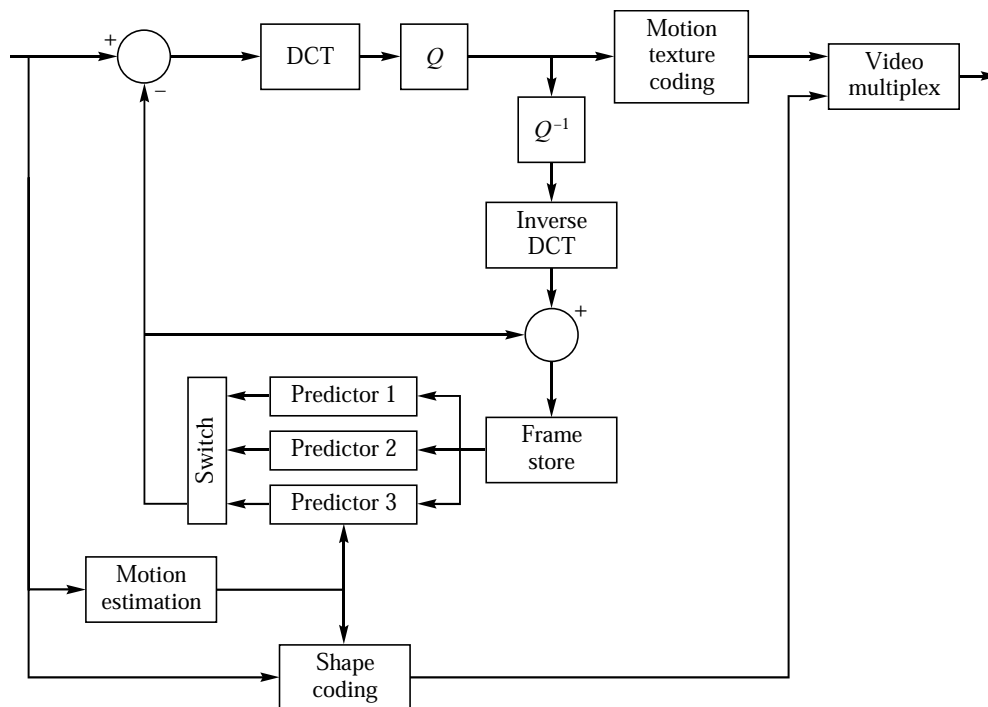 +
−
DCT
Q
Motion
texture
coding
Video
multiplex
Q⁻¹
Inverse
DCT
+
Switch
Predictor 1
Predictor 2
Predictor 3
Frame
store
Motion
estimation
Shape
coding